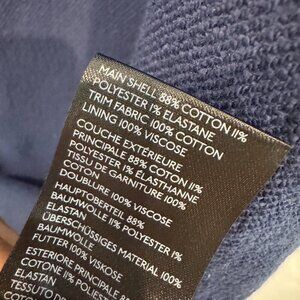 MAIN SHELL 88% COTTON 11%
POLYESTER 1% ELASTANE
TRIM FABRIC 100% COTTON
LINING 100% VISCOSE
COUCHE EXTÉRIEURE
PRINCIPALE 88% COTON 11%
POLYESTER 1% ÉLASTHANNE
TISSU DE GARNITURE 100%
COTON
DOUBLURE 100% VISCOSE
HAUPTOBERTEIL 88%
BAUMWOLLE 11% POLYESTER 1%
ELASTAN
ÜBERSCHÜSSIGES MATERIAL 100%
BAUMWOLLE
FUTTER 100% VISKOSE
ESTERIORE PRINCIPALE 88%
COTONE 11% POLIESTERE
ELASTAN
TESSUTO